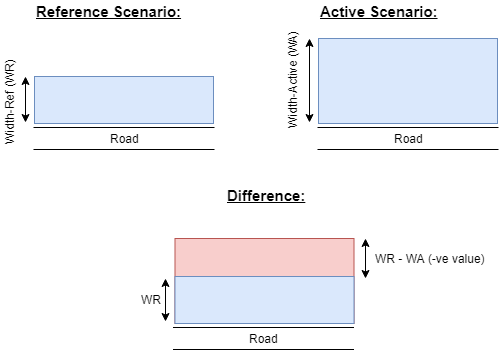 Reference Scenario:
Active Scenario:
Width-Ref (WR)
Width-Active (WA)
Road
Road
Difference:
WR - WA (-ve value)
WR
Road